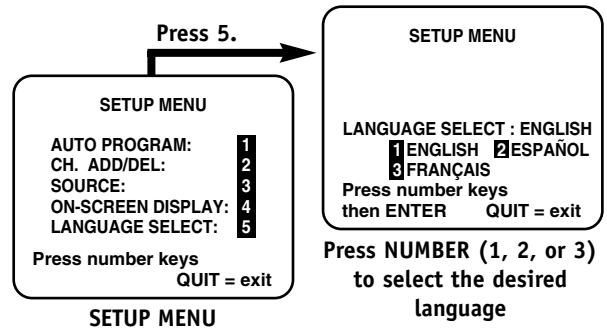 Press 5.
SETUP MENU
AUTO PROGRAM: 1
CH. ADD/DEL: 2
SOURCE: 3
ON-SCREEN DISPLAY: 4
LANGUAGE SELECT: 5
Press number keys
QUIT = exit
SETUP MENU
SETUP MENU
LANGUAGE SELECT : ENGLISH
1 ENGLISH 2 ESPAÑOL
3 FRANÇAIS
Press number keys
then ENTER QUIT = exit
Press NUMBER (1, 2, or 3)
to select the desired
language